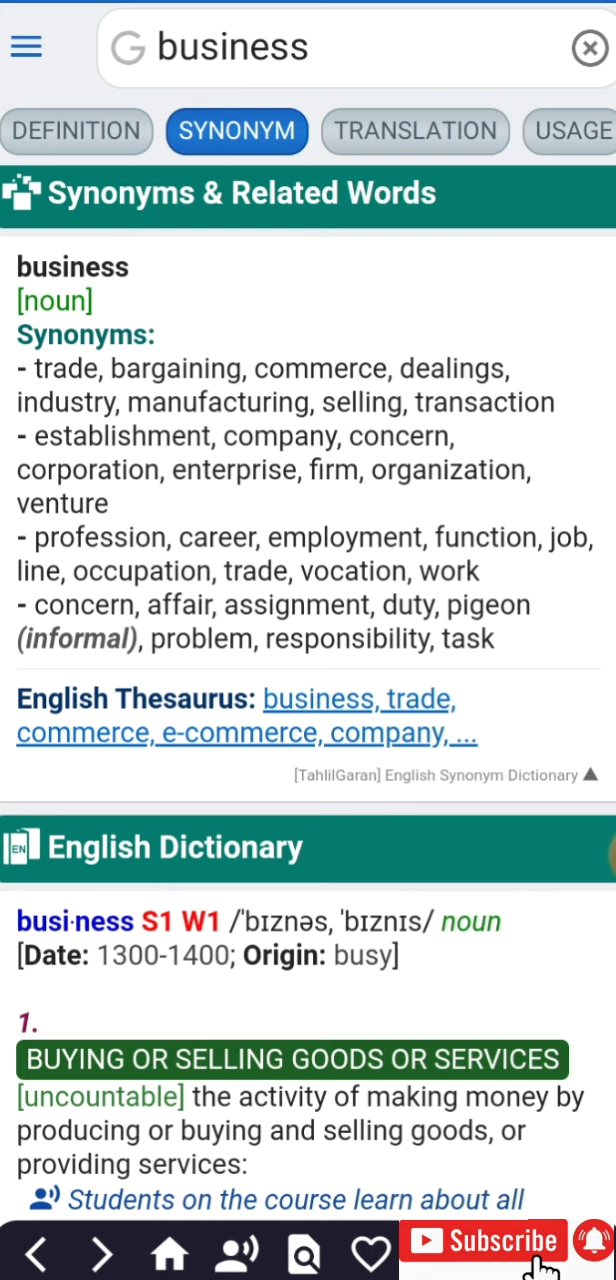 business
DEFINITION SYNONYM TRANSLATION USAGE
Synonyms & Related Words
business
[noun]
Synonyms:
- trade, bargaining, commerce, dealings,
industry, manufacturing, selling, transaction
- establishment, company, concern,
corporation, enterprise, firm, organization,
venture
- profession, career, employment, function, job,
line, occupation, trade, vocation, work
- concern, affair, assignment, duty, pigeon
(informal), problem, responsibility, task
English Thesaurus: business, trade,
commerce, e-commerce, company, ...
[TahlilGaran] English Synonym Dictionary ▲
EN English Dictionary
busi·ness S1 W1 /ˈbɪznəs, ˈbɪznɪs/ noun
[Date: 1300-1400; Origin: busy]
1.
BUYING OR SELLING GOODS OR SERVICES
[uncountable] the activity of making money by
producing or buying and selling goods, or
providing services:
Students on the course learn about all
Subscribe